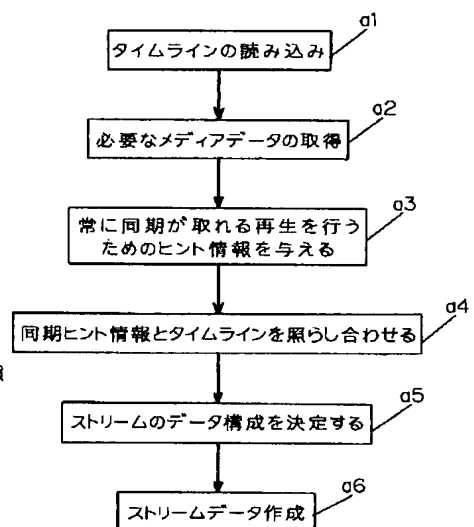 a1
タイムラインの読み込み
a2
必要なメディアデータの取得
a3
常に同期が取れる再生を行う
ためのヒント情報を与える
a4
同期ヒント情報とタイムラインを照らし合わせる
a5
ストリームのデータ構成を決定する
a6
ストリームデータ作成